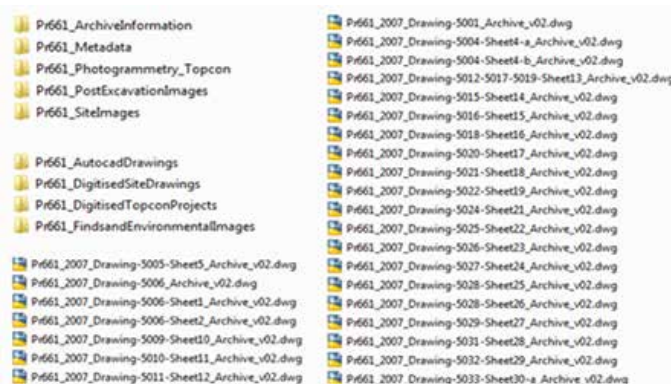 Pr661_ArchiveInformation
Pr661_Metadata
Pr661_Photogrammetry_Topcon
Pr661_PostExcavationImages
Pr661_SiteImages
Pr661_AutocadDrawings
Pr661_DigitisedSiteDrawings
Pr661_DigitisedTopconProjects
Pr661_FindsandEnvironmentalImages
Pr661_2007_Drawing-5005-Sheet5_Archive_v02.dwg
Pr661_2007_Drawing-5006_Archive_v02.dwg
Pr661_2007_Drawing-5006-Sheet1_Archive_v02.dwg
Pr661_2007_Drawing-5006-Sheet2_Archive_v02.dwg
Pr661_2007_Drawing-5009-Sheet10_Archive_v02.dwg
Pr661_2007_Drawing-5010-Sheet11_Archive_v02.dwg
Pr661_2007_Drawing-5011-Sheet12_Archive_v02.dwg
Pr661_2007_Drawing-5001_Archive_v02.dwg
Pr661_2007_Drawing-5004-Sheet4-a_Archive_v02.dwg
Pr661_2007_Drawing-5004-Sheet4-b_Archive_v02.dwg
Pr661_2007_Drawing-5012-5017-5019-Sheet13_Archive_v02.dwg
Pr661_2007_Drawing-5015-Sheet14_Archive_v02.dwg
Pr661_2007_Drawing-5016-Sheet15_Archive_v02.dwg
Pr661_2007_Drawing-5018-Sheet16_Archive_v02.dwg
Pr661_2007_Drawing-5020-Sheet17_Archive_v02.dwg
Pr661_2007_Drawing-5021-Sheet18_Archive_v02.dwg
Pr661_2007_Drawing-5022-Sheet19_Archive_v02.dwg
Pr661_2007_Drawing-5024-Sheet21_Archive_v02.dwg
Pr661_2007_Drawing-5025-Sheet22_Archive_v02.dwg
Pr661_2007_Drawing-5026-Sheet23_Archive_v02.dwg
Pr661_2007_Drawing-5027-Sheet24_Archive_v02.dwg
Pr661_2007_Drawing-5028-Sheet25_Archive_v02.dwg
Pr661_2007_Drawing-5028-Sheet26_Archive_v02.dwg
Pr661_2007_Drawing-5029-Sheet27_Archive_v02.dwg
Pr661_2007_Drawing-5031-Sheet28_Archive_v02.dwg
Pr661_2007_Drawing-5032-Sheet29_Archive_v02.dwg
Pr661_2007_Drawing-5033-Sheet30-a_Archive_v02.dwg